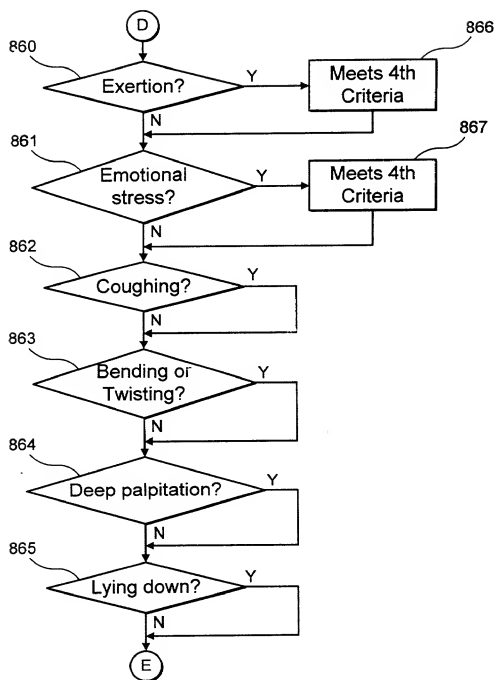 D
860
Exertion?
Y
866
Meets 4th
Criteria
N
861
Emotional
stress?
Y
867
Meets 4th
Criteria
N
862
Coughing?
Y
N
863
Bending or
Twisting?
Y
N
864
Deep palpitation?
Y
N
865
Lying down?
Y
N
E